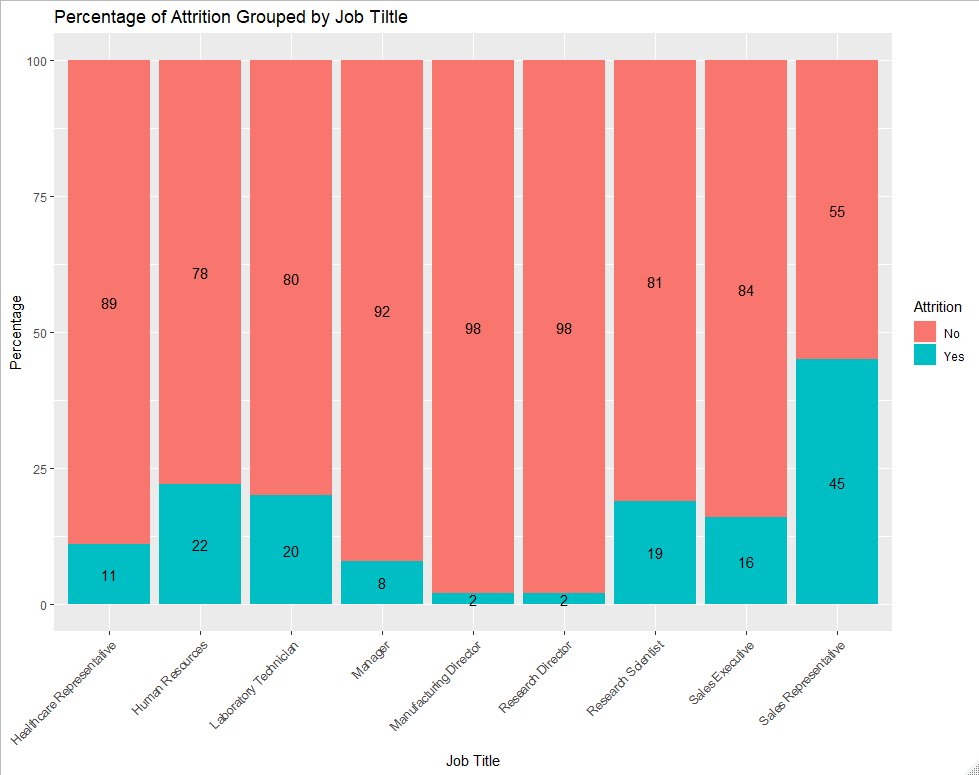 Percentage of Attrition Grouped by Job Tiltle
Percentage
100
75
50
25
0
89
78
80
92
98
98
81
84
55
11
22
20
8
2
2
19
16
45
Healthcare Representative
Human Resources
Laboratory Technician
Manager
Manufacturing Director
Research Director
Research Scientist
Sales Executive
Sales Representative
Job Title
Attrition
No
Yes